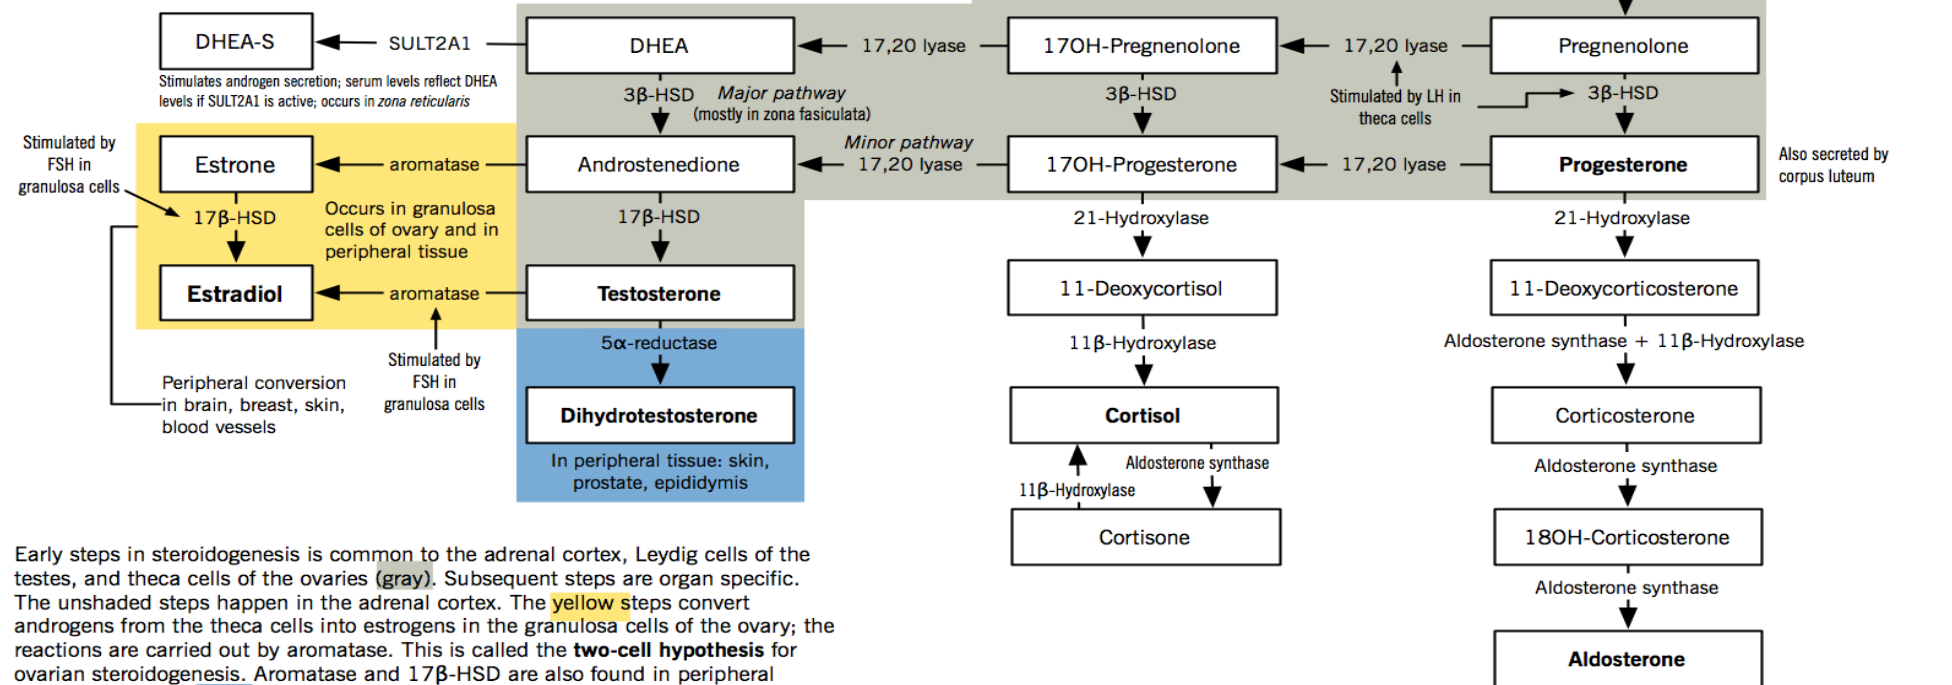 DHEA-S
SULT2A1
DHEA
17,20 lyase
17OH-Pregnenolone
17,20 lyase
Pregnenolone
Stimulates androgen secretion; serum levels reflect DHEA
levels if SULT2A1 is active; occurs in zona reticularis
3β-HSD
Major pathway
(mostly in zona fasiculata)
3β-HSD
Stimulated by LH in
theca cells
3β-HSD
Stimulated by
FSH in
granulosa cells
Estrone
aromatase
Androstenedione
Minor pathway
17,20 lyase
17OH-Progesterone
17,20 lyase
Progesterone
Also secreted by
corpus luteum
17β-HSD
Occurs in granulosa
cells of ovary and in
peripheral tissue
17β-HSD
21-Hydroxylase
21-Hydroxylase
Estradiol
aromatase
Testosterone
11-Deoxycortisol
11-Deoxycorticosterone
Stimulated by
FSH in
granulosa cells
5α-reductase
11β-Hydroxylase
Aldosterone synthase + 11β-Hydroxylase
Peripheral conversion
in brain, breast, skin,
blood vessels
Dihydrotestosterone
Cortisol
Corticosterone
In peripheral tissue: skin,
prostate, epididymis
Aldosterone synthase
11β-Hydroxylase
Aldosterone synthase
Cortisone
18OH-Corticosterone
Aldosterone synthase
Aldosterone
Early steps in steroidogenesis is common to the adrenal cortex, Leydig cells of the
testes, and theca cells of the ovaries (gray). Subsequent steps are organ specific.
The unshaded steps happen in the adrenal cortex. The yellow steps convert
androgens from the theca cells into estrogens in the granulosa cells of the ovary; the
reactions are carried out by aromatase. This is called the two-cell hypothesis for
ovarian steroidogenesis. Aromatase and 17β-HSD are also found in peripheral